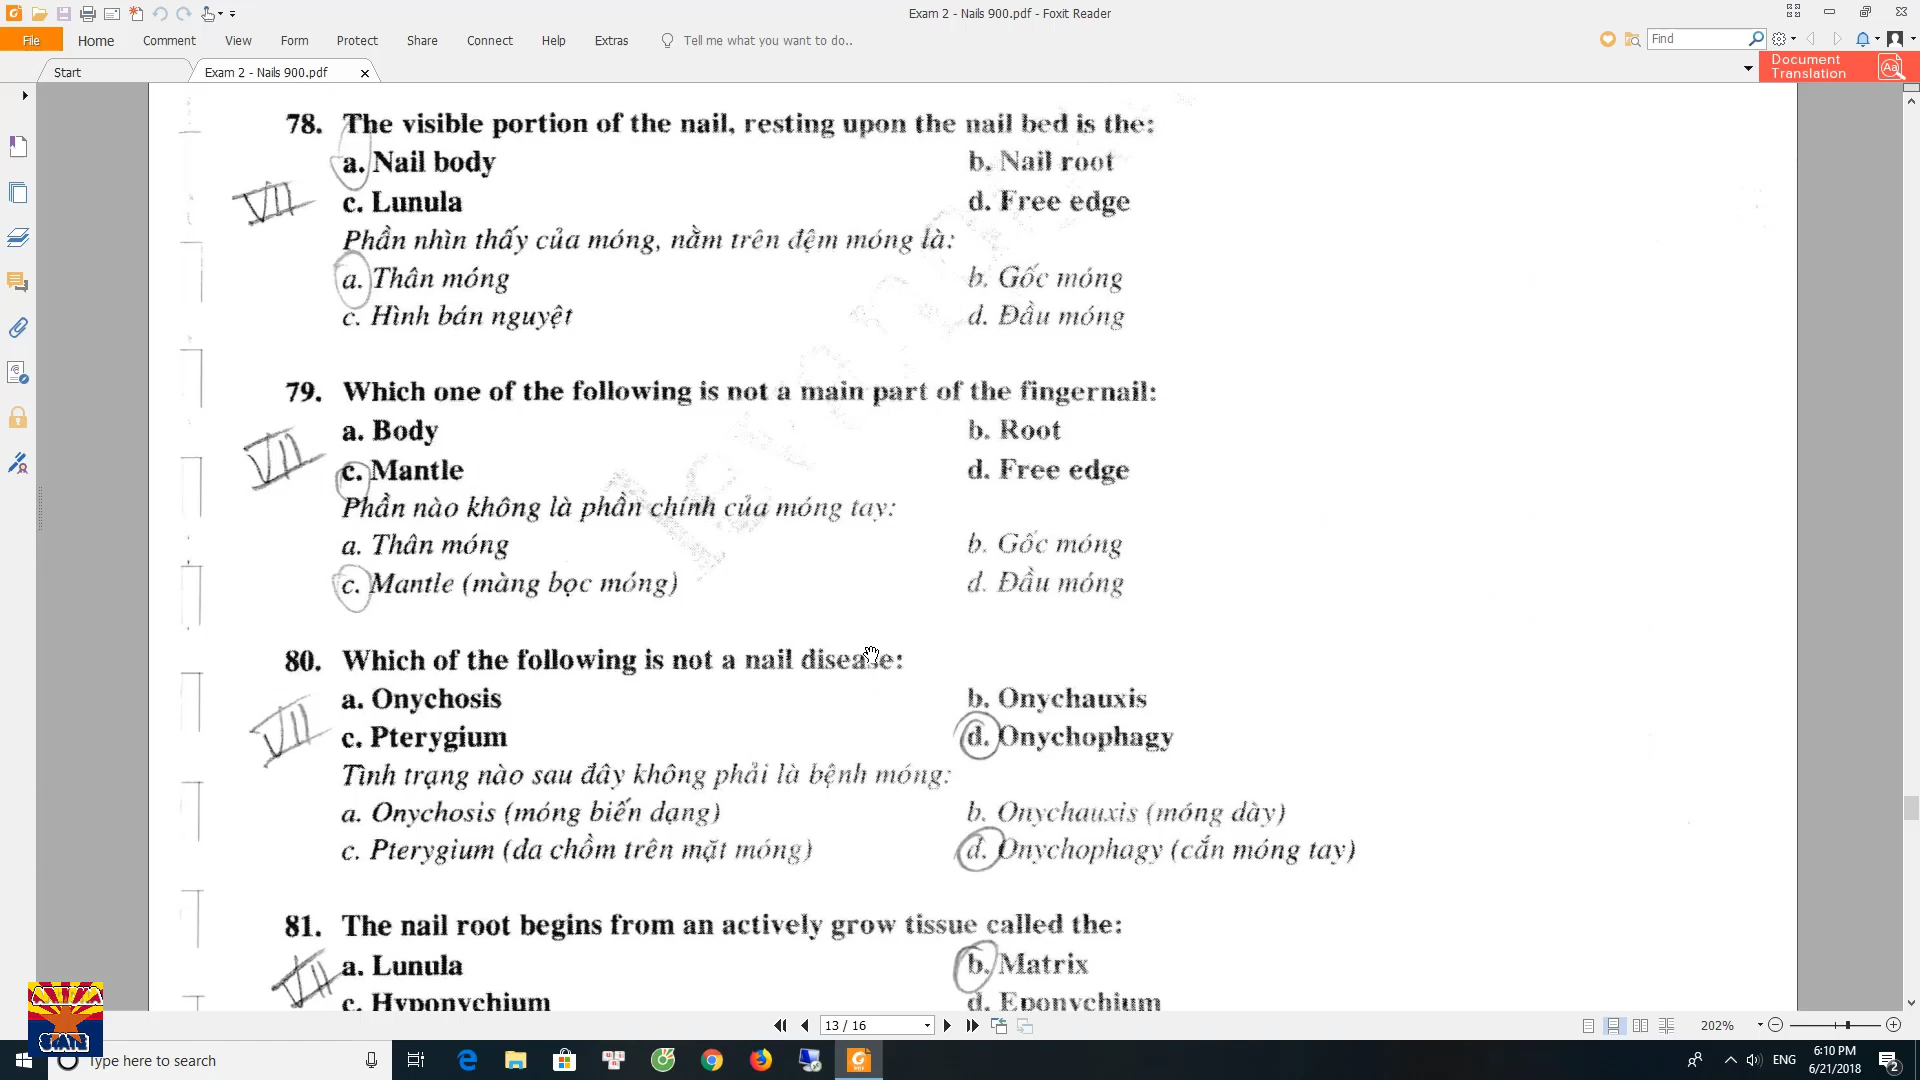 Exam 2 - Nails 900.pdf - Foxit Reader
File Home Comment View Form Protect Share Connect Help Extras Tell me what you want to do.. Find
Start Exam 2 - Nails 900.pdf Document Translation
78. The visible portion of the nail, resting upon the nail bed is the:
a. Nail body b. Nail root
VII
c. Lunula d. Free edge
Phần nhìn thấy của móng, nằm trên đệm móng là:
a. Thân móng b. Gốc móng
c. Hình bán nguyệt d. Đầu móng
79. Which one of the following is not a main part of the fingernail:
a. Body b. Root
VII
c. Mantle d. Free edge
Phần nào không là phần chính của móng tay:
a. Thân móng b. Gốc móng
c. Mantle (màng bọc móng) d. Đầu móng
80. Which of the following is not a nail disease:
a. Onychosis b. Onychauxis
VII
c. Pterygium d. Onychophagy
Tình trạng nào sau đây không phải là bệnh móng:
a. Onychosis (móng biến dạng) b. Onychauxis (móng dày)
c. Pterygium (da chồm trên mặt móng) d. Onychophagy (cắn móng tay)
81. The nail root begins from an actively grow tissue called the:
VII a. Lunula b. Matrix
c. Hyponychium d. Eponychium
13 / 16 202%
ARIZONA
STATE
Type here to search ENG 6:10 PM
6/21/2018 2